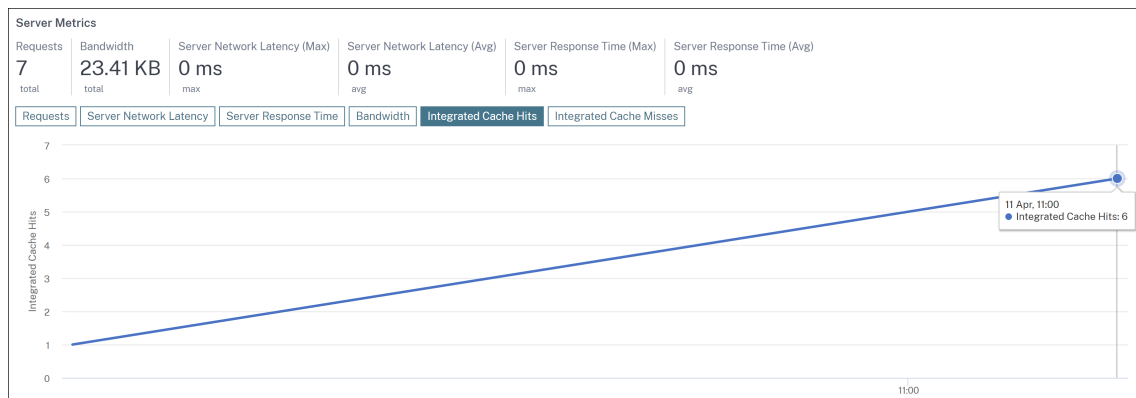 Server Metrics
Requests Bandwidth Server Network Latency (Max) Server Network Latency (Avg) Server Response Time (Max) Server Response Time (Avg)
7 23.41 KB 0 ms 0 ms 0 ms 0 ms
total total max avg max avg
Requests Server Network Latency Server Response Time Bandwidth Integrated Cache Hits Integrated Cache Misses
Integrated Cache Hits
7
6
5
4
3
2
1
0
11 Apr, 11:00
Integrated Cache Hits: 6
11:00